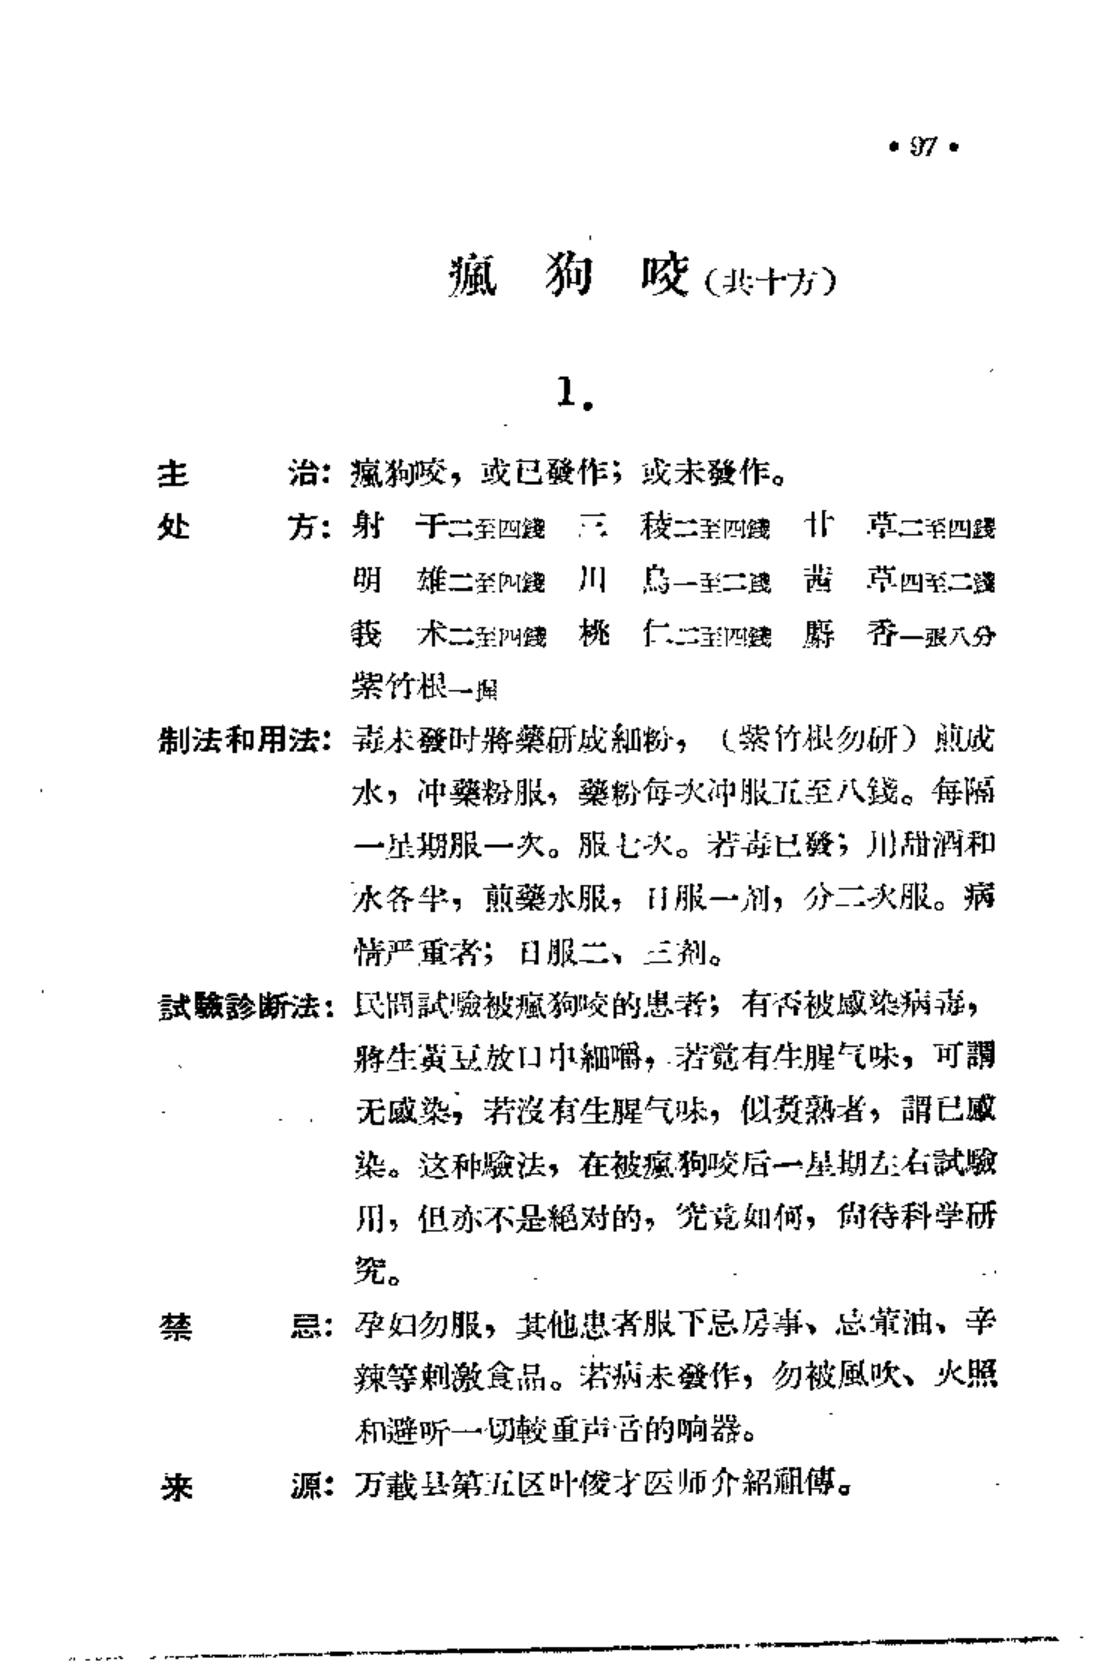 • 97 •
瘋 狗 咬（共十方）
1.
主 治：瘋狗咬，或已發作；或未發作。
处 方：射 干二至四錢 三 稜二至四錢 甘 草二至四錢
明 雄二至四錢 川 烏一至二錢 茜 草四至二錢
莪 术二至四錢 桃 仁二至四錢 麝 香一張八分
紫竹根一握
制法和用法：毒未發时將藥研成細粉，（紫竹根勿研）煎成
水，冲藥粉服，藥粉每次冲服五至八錢。每隔
一星期服一次。服七次。若毒已發；用甜酒和
水各半，煎藥水服，日服一剂，分二次服。病
情严重者；日服二、三剂。
試驗診断法：民間試驗被瘋狗咬的患者；有否被感染病毒，
將生黃豆放口中細嚼，若覚有生腥气味，可謂
无感染，若沒有生腥气味，似煑熟者，謂已感
染。这种驗法，在被瘋狗咬后一星期左右試驗
用，但亦不是絕对的，究竟如何，尙待科学研
究。
禁 忌：孕妇勿服，其他患者服下忌房事、忌葷油、辛
辣等刺激食品。若病未發作，勿被風吹、火照
和避听一切較重声音的响器。
来 源：万載县第五区叶俊才医师介紹祖傳。